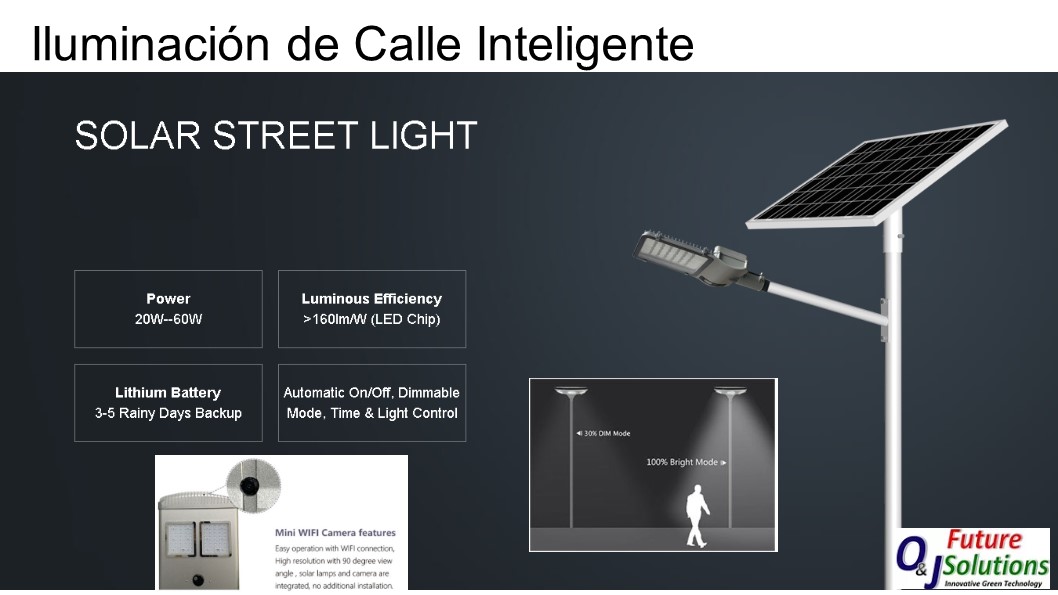 Iluminación de Calle Inteligente
SOLAR STREET LIGHT
Power
20W--60W
Luminous Efficiency
>160lm/W (LED Chip)
Lithium Battery
3-5 Rainy Days Backup
Automatic On/Off, Dimmable
Mode, Time & Light Control
30% DIM Mode
100% Bright Mode
Mini WIFI Camera features
Easy operation with WIFI connection,
High resolution with 90 degree view
angle , solar lamps and camera are
integrated, no additional installation.
O&J Future
Solutions
Innovative Green Technology